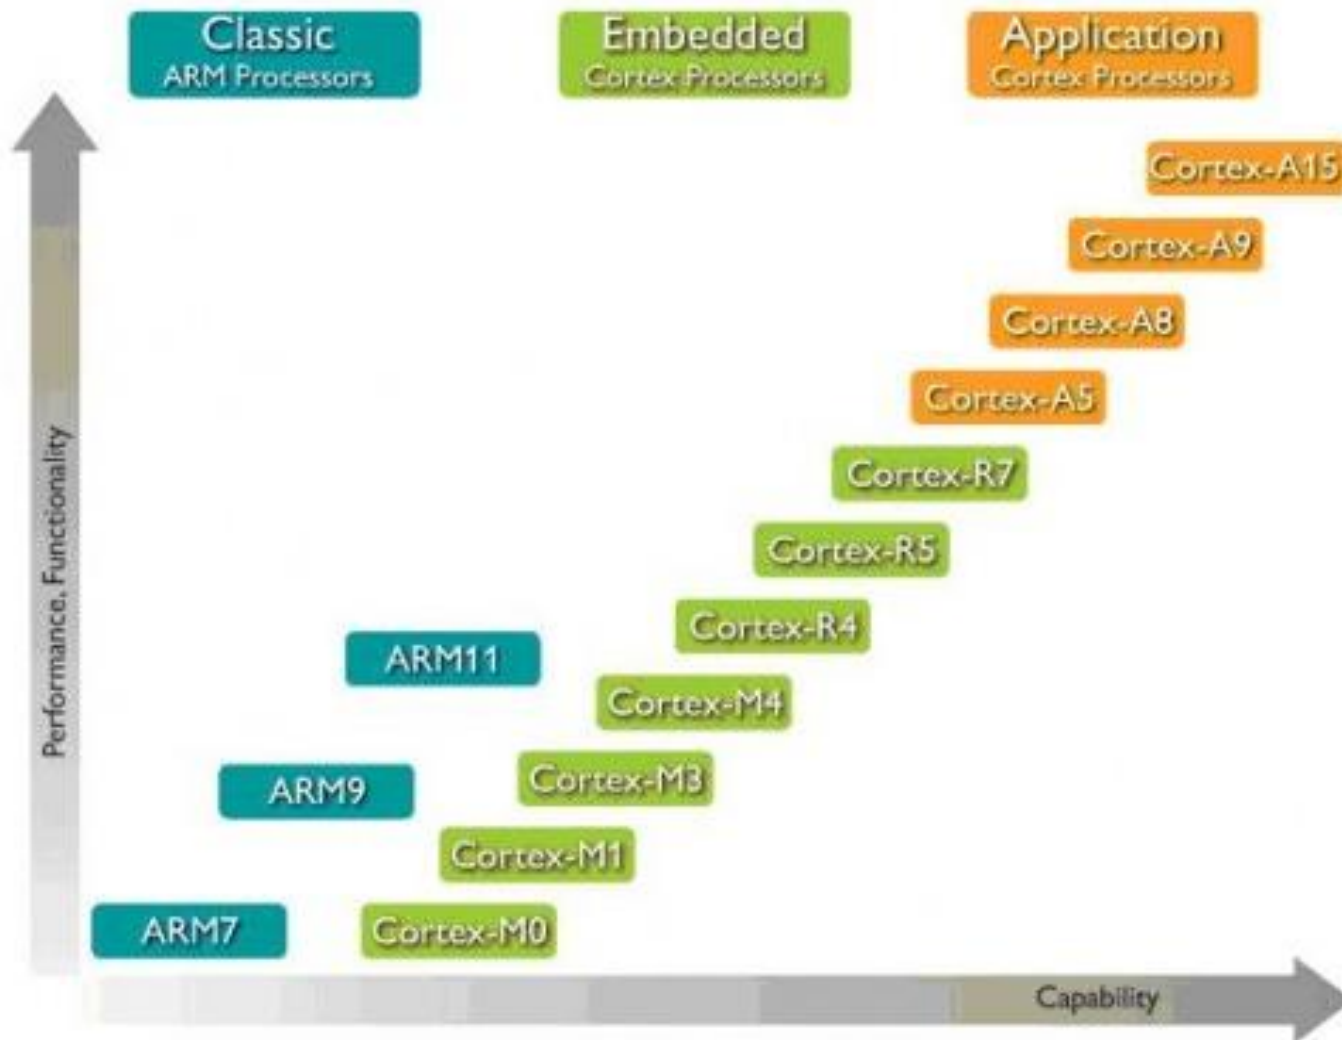 Classic
ARM Processors
Embedded
Cortex Processors
Application
Cortex Processors
Cortex-A15
Cortex-A9
Cortex-A8
Cortex-A5
Cortex-R7
Cortex-R5
Cortex-R4
ARM11
Cortex-M4
Cortex-M3
ARM9
Cortex-M1
ARM7
Cortex-M0
Performance, Functionality
Capability